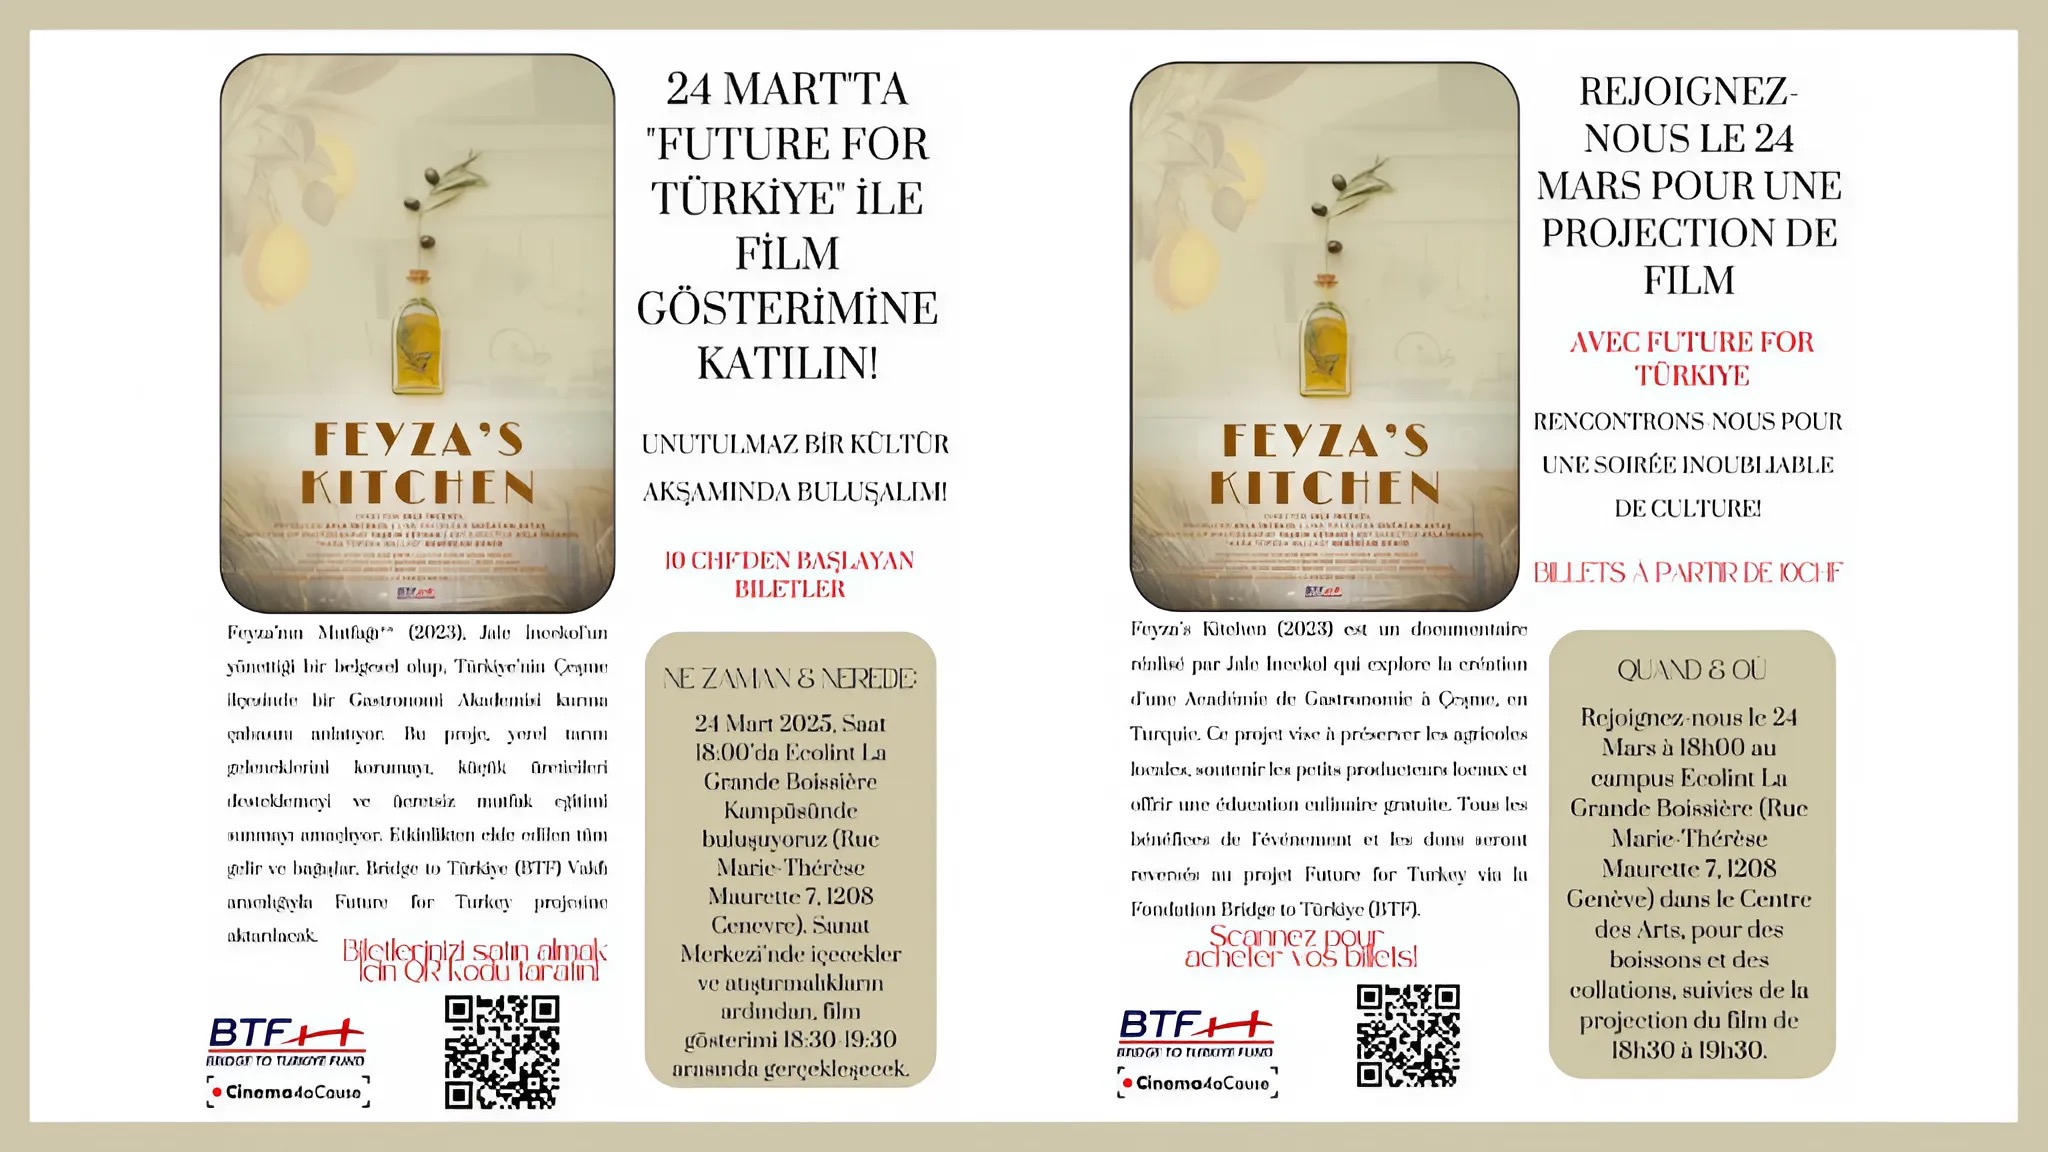 24 MART'TA
"FUTURE FOR
TÜRKİYE" İLE
FİLM
GÖSTERİMİNE
KATILIN!
UNUTULMAZ BİR KÜLTÜR
AKŞAMINDA BULUŞALIM!
10 CHF'DEN BAŞLAYAN
BİLETLER
FEYZA'S
KITCHEN
BTF
Feyza'nın Mutfağı** (2023), Jale İncekol'un
yönettiği bir belgesel olup, Türkiye'nin Çeşme
ilçesinde bir Gastronomi Akademisi kurma
çabasını anlatıyor. Bu proje, yerel tarım
geleneklerini korumayı, küçük üreticileri
desteklemeyi ve ücretsiz mutfak eğitimi
sunmayı amaçlıyor. Etkinlikten elde edilen tüm
gelir ve bağışlar, Bridge to Türkiye (BTF) Vakfı
aracılığıyla Future for Turkey projesine
aktarılacak.
Biletlerinizi satın almak
için QR kodu taratın!
BTF
BRIDGE TO TURKIYE FUND
Cinema4aCause
NE ZAMAN & NEREDE:
24 Mart 2025, Saat
18:00'da Ecolint La
Grande Boissière
Kampüsünde
buluşuyoruz (Rue
Marie-Thérèse
Maurette 7, 1208
Cenevre). Sanat
Merkezi'nde içecekler
ve atıştırmalıkların
ardından, film
gösterimi 18:30-19:30
arasında gerçekleşecek.
REJOIGNEZ-
NOUS LE 24
MARS POUR UNE
PROJECTION DE
FILM
AVEC FUTURE FOR
TÜRKIYE
RENCONTRONS-NOUS POUR
UNE SOIRÉE INOUBLIABLE
DE CULTURE!
BILLETS À PARTIR DE 10CHF
FEYZA'S
KITCHEN
BTF
Feyza's Kitchen (2023) est un documentaire
réalisé par Jale Incekol qui explore la création
d'une Académie de Gastronomie à Çeşme, en
Turquie. Ce projet vise à préserver les agricoles
locales, soutenir les petits producteurs locaux et
offrir une éducation culinaire gratuite. Tous les
bénéfices de l'événement et les dons seront
reversés au projet Future for Turkey via la
Fondation Bridge to Türkiye (BTF).
Scannez pour
acheter vos billets!
BTF
BRIDGE TO TURKIYE FUND
Cinema4aCause
QUAND & OÙ
Rejoignez-nous le 24
Mars à 18h00 au
campus Ecolint La
Grande Boissière (Rue
Marie-Thérèse
Maurette 7, 1208
Genève) dans le Centre
des Arts, pour des
boissons et des
collations, suivies de la
projection du film de
18h30 à 19h30.